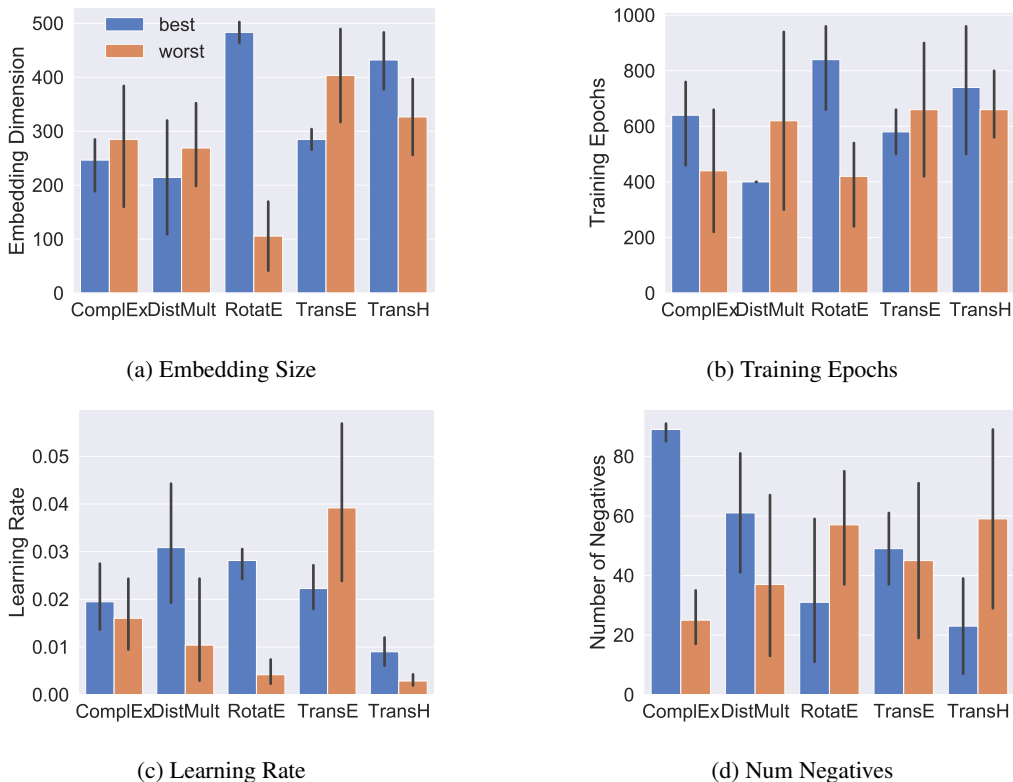 500
400
300
200
100
0
Embedding Dimension
best
worst
ComplEx DistMult RotatE TransE TransH
(a) Embedding Size
1000
800
600
400
200
0
Training Epochs
ComplEx DistMult RotatE TransE TransH
(b) Training Epochs
0.05
0.04
0.03
0.02
0.01
0.00
Learning Rate
ComplEx DistMult RotatE TransE TransH
(c) Learning Rate
80
60
40
20
0
Number of Negatives
ComplEx DistMult RotatE TransE TransH
(d) Num Negatives